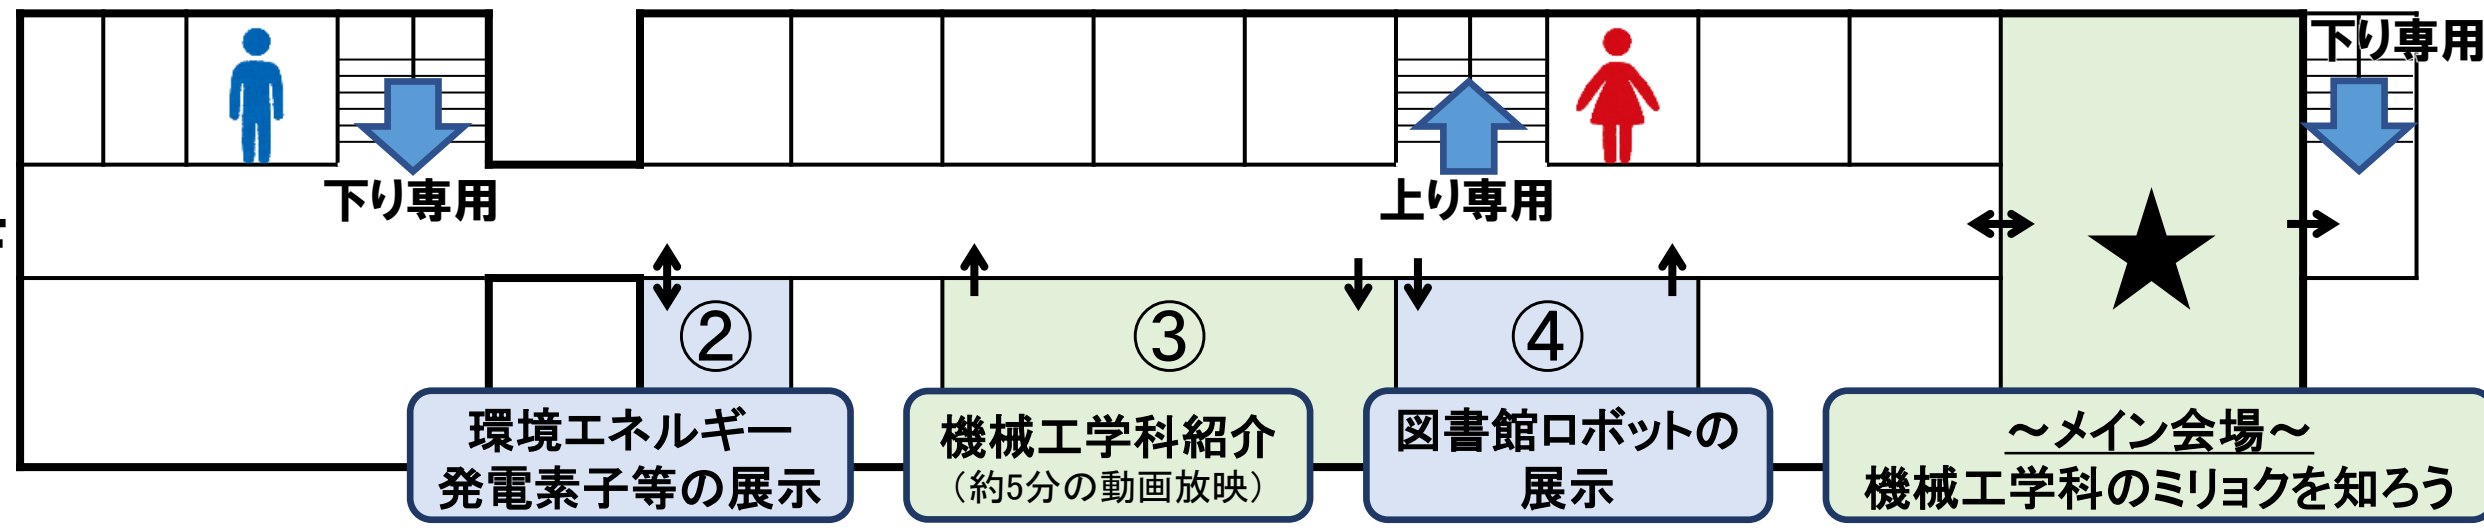 下り専用
下り専用
上り専用
②
③
④
環境エネルギー
発電素子等の展示
機械工学科紹介
（約5分の動画放映）
図書館ロボットの
展示
～メイン会場～
機械工学科のミリョクを知ろう